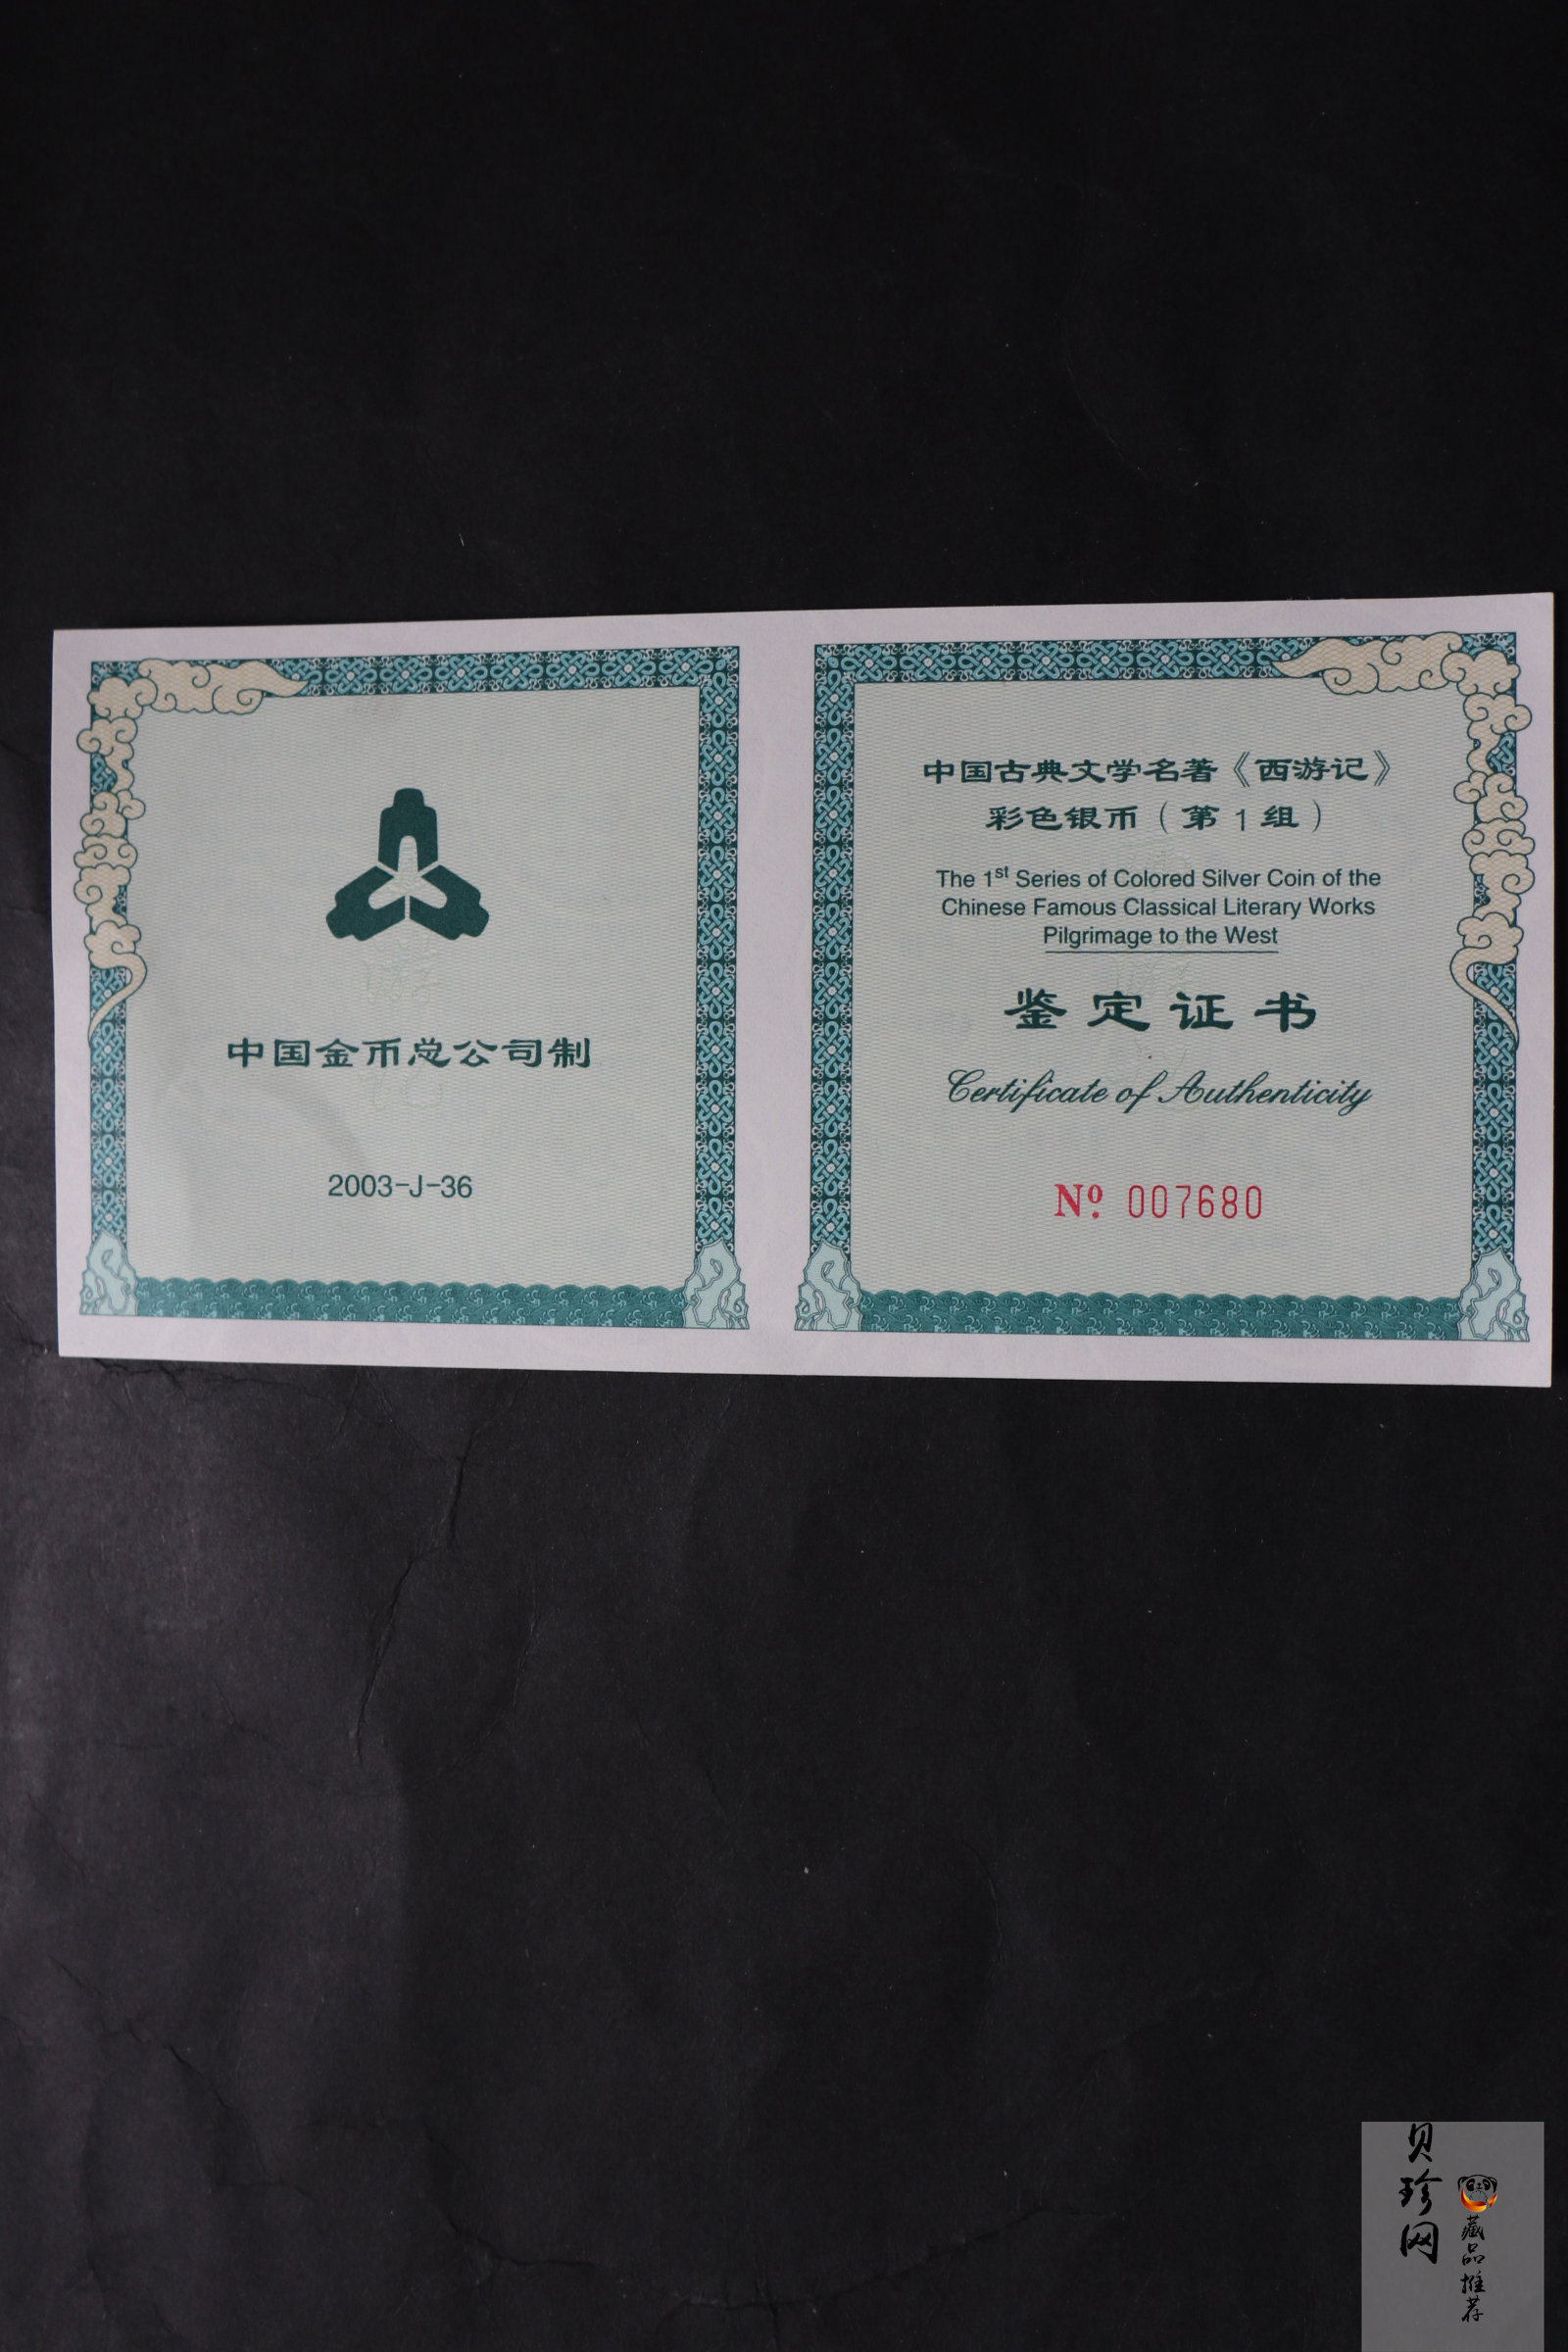 中国金币总公司制
2003-J-36
中国古典文学名著《西游记》
彩色银币（第1组）
The 1st Series of Colored Silver Coin of the
Chinese Famous Classical Literary Works
Pilgrimage to the West
鉴定证书
Certificate of Authenticity
Nº 007680
贝珍网
藏品推荐